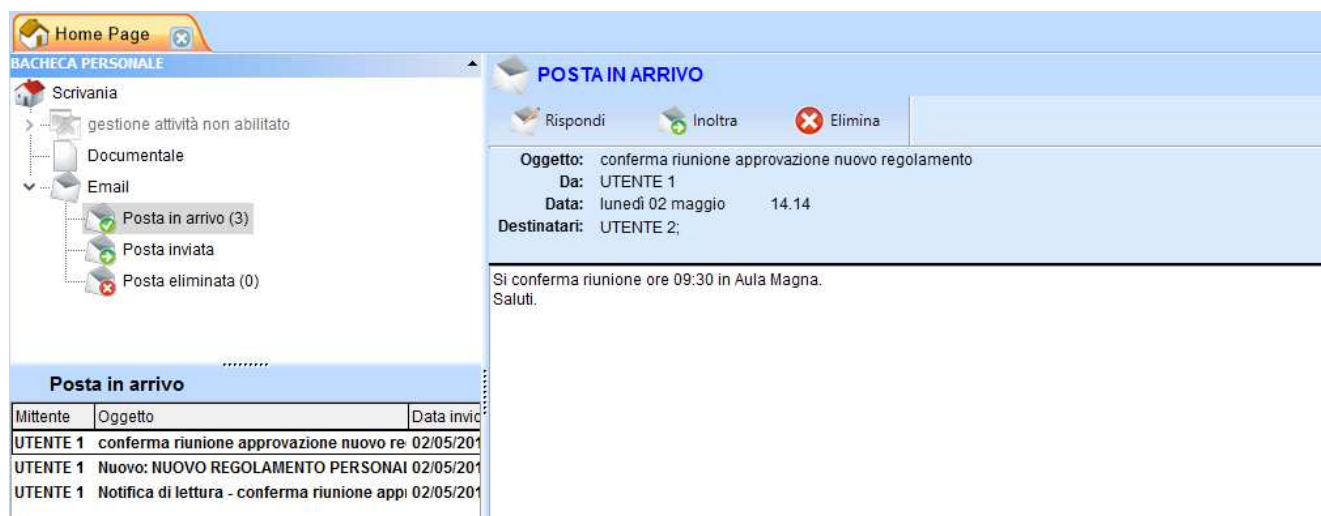 Home Page
BACHECA PERSONALE
Scrivania
gestione attività non abilitato
Documentale
Email
Posta in arrivo (3)
Posta inviata
Posta eliminata (0)
Posta in arrivo
Mittente Oggetto Data invio
UTENTE 1 conferma riunione approvazione nuovo re 02/05/201
UTENTE 1 Nuovo: NUOVO REGOLAMENTO PERSONAL 02/05/201
UTENTE 1 Notifica di lettura - conferma riunione app 02/05/201
POSTA IN ARRIVO
Rispondi Inoltra Elimina
Oggetto: conferma riunione approvazione nuovo regolamento
Da: UTENTE 1
Data: lunedì 02 maggio 14.14
Destinatari: UTENTE 2;
Si conferma riunione ore 09:30 in Aula Magna.
Saluti.